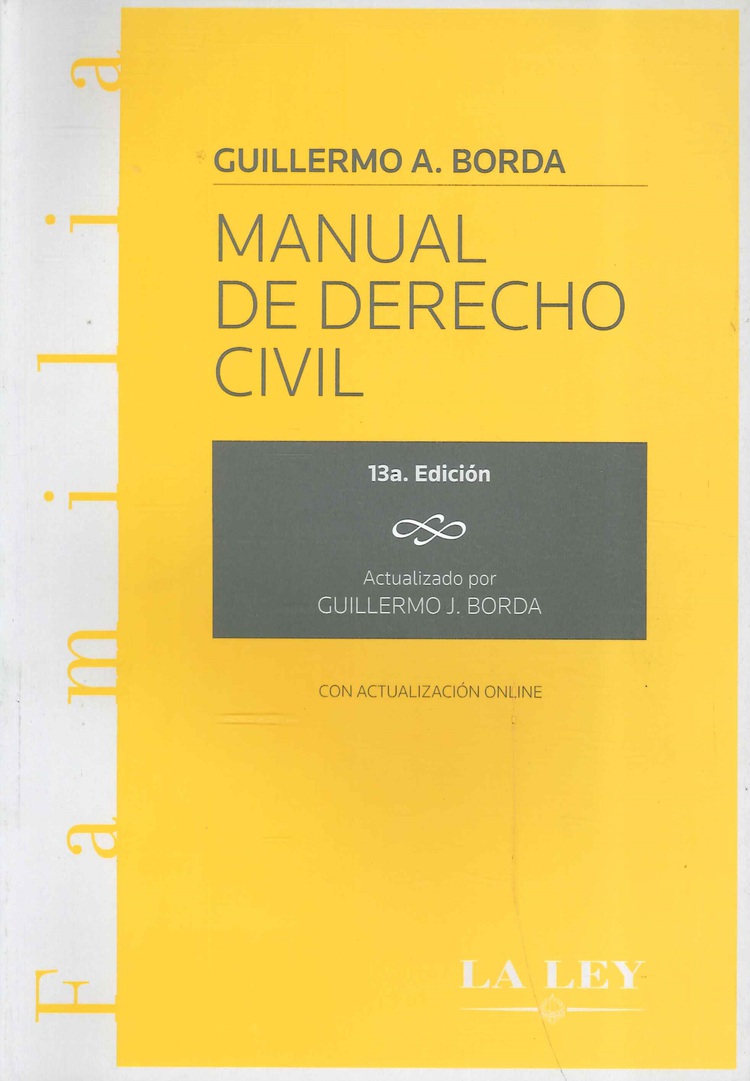 Familia
GUILLERMO A. BORDA
MANUAL
DE DERECHO
CIVIL
13a. Edición
Actualizado por
GUILLERMO J. BORDA
CON ACTUALIZACIÓN ONLINE
LA LEY